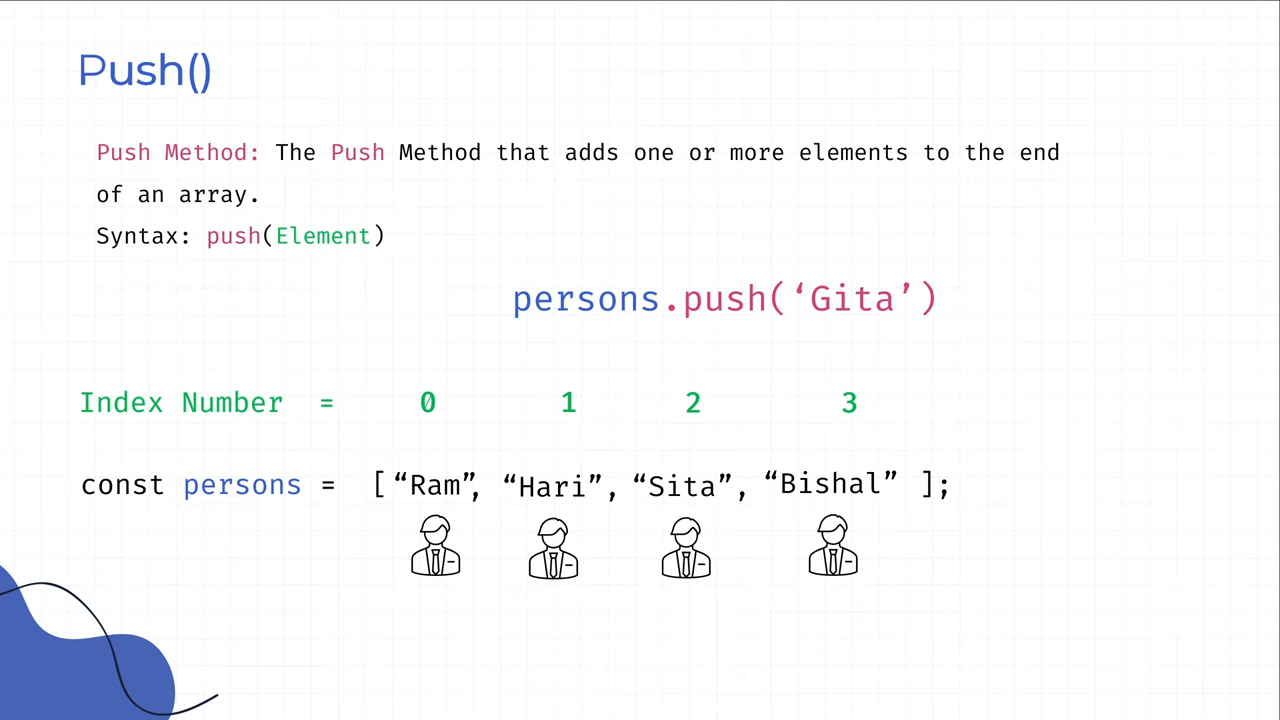 Push()
Push Method: The Push Method that adds one or more elements to the end
of an array.
Syntax: push(Element)
persons.push(‘Gita’)
Index Number = 0 1 2 3
const persons = [“Ram”, “Hari”, “Sita”, “Bishal” ];